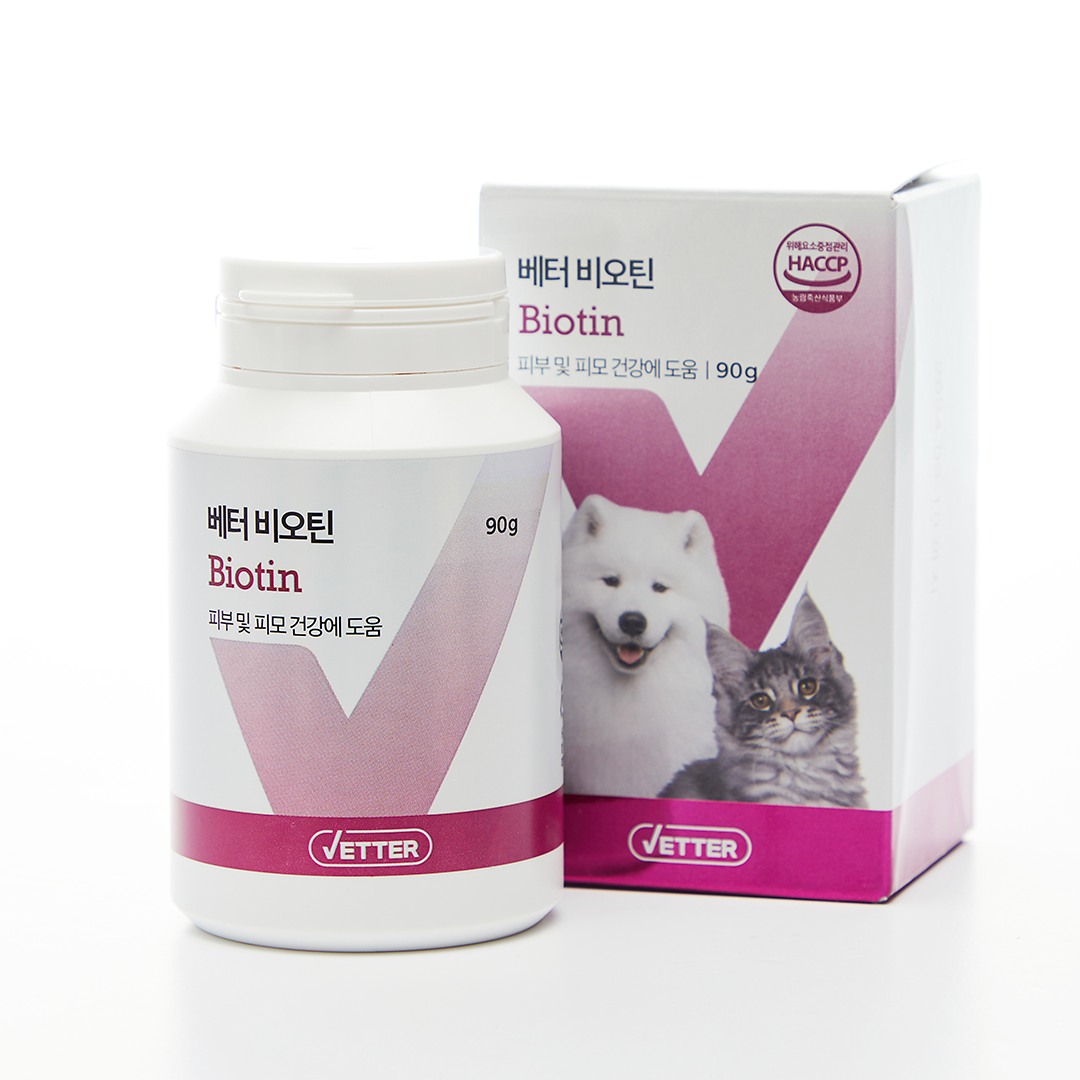 베터 비오틴
Biotin
피부 및 피모 건강에 도움 | 90g
위해요소중점관리
HACCP
농림축산식품부
VETTER
베터 비오틴
90g
Biotin
피부 및 피모 건강에 도움
VETTER